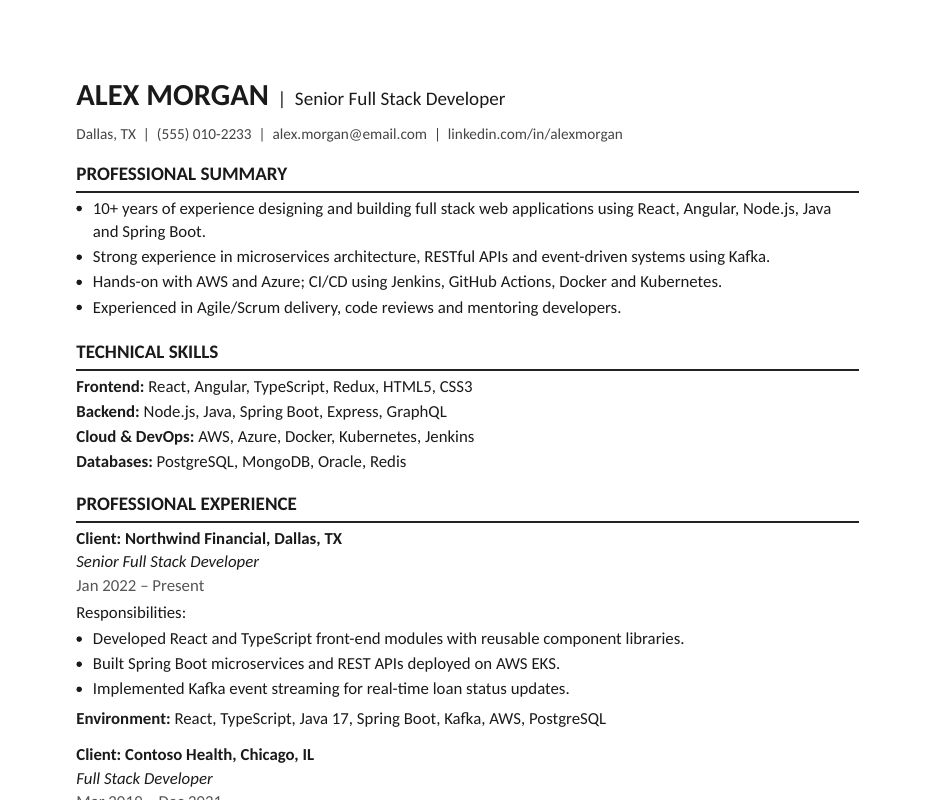 ALEX MORGAN | Senior Full Stack Developer
Dallas, TX | (555) 010-2233 | alex.morgan@email.com | linkedin.com/in/alexmorgan
PROFESSIONAL SUMMARY
• 10+ years of experience designing and building full stack web applications using React, Angular, Node.js, Java
and Spring Boot.
• Strong experience in microservices architecture, RESTful APIs and event-driven systems using Kafka.
• Hands-on with AWS and Azure; CI/CD using Jenkins, GitHub Actions, Docker and Kubernetes.
• Experienced in Agile/Scrum delivery, code reviews and mentoring developers.
TECHNICAL SKILLS
Frontend: React, Angular, TypeScript, Redux, HTML5, CSS3
Backend: Node.js, Java, Spring Boot, Express, GraphQL
Cloud & DevOps: AWS, Azure, Docker, Kubernetes, Jenkins
Databases: PostgreSQL, MongoDB, Oracle, Redis
PROFESSIONAL EXPERIENCE
Client: Northwind Financial, Dallas, TX
Senior Full Stack Developer
Jan 2022 – Present
Responsibilities:
• Developed React and TypeScript front-end modules with reusable component libraries.
• Built Spring Boot microservices and REST APIs deployed on AWS EKS.
• Implemented Kafka event streaming for real-time loan status updates.
Environment: React, TypeScript, Java 17, Spring Boot, Kafka, AWS, PostgreSQL
Client: Contoso Health, Chicago, IL
Full Stack Developer